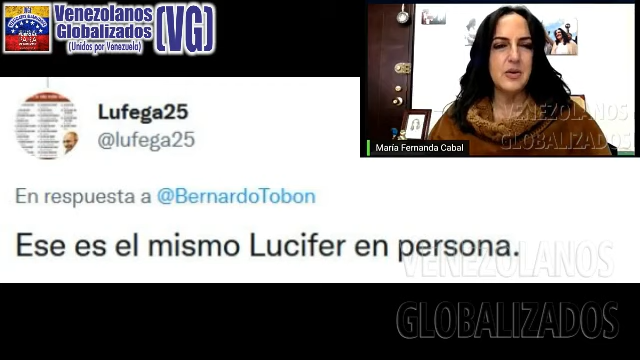 Venezolanos
Globalizados
(Unidos por Venezuela)
(VG)
María Fernanda Cabal
VENEZOLANOS
GLOBALIZADOS
Lufega25
@lufega25
En respuesta a @BernardoTobon
Ese es el mismo Lucifer en persona.
VENEZOLANOS
GLOBALIZADOS